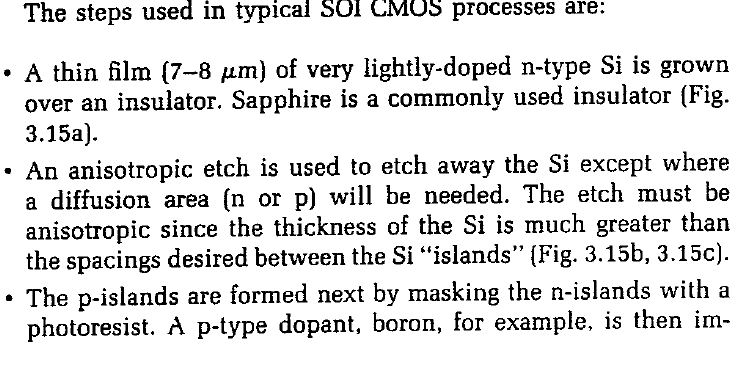 The steps used in typical SOI CMOS processes are:
• A thin film (7–8 μm) of very lightly-doped n-type Si is grown
over an insulator. Sapphire is a commonly used insulator (Fig.
3.15a).
• An anisotropic etch is used to etch away the Si except where
a diffusion area (n or p) will be needed. The etch must be
anisotropic since the thickness of the Si is much greater than
the spacings desired between the Si “islands” (Fig. 3.15b, 3.15c).
• The p-islands are formed next by masking the n-islands with a
photoresist. A p-type dopant, boron, for example, is then im-